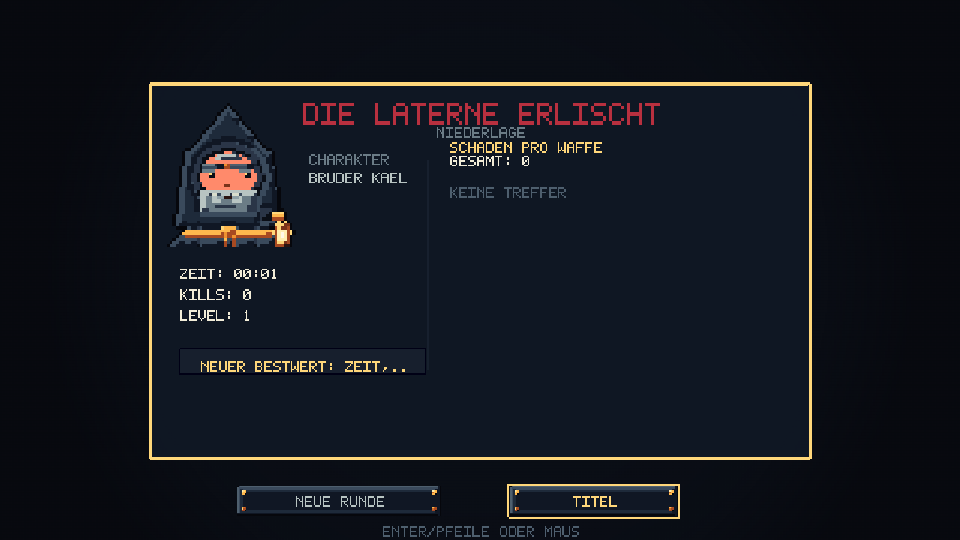 DIE LATERNE ERLISCHT
NIEDERLAGE
CHARAKTER
BRUDER KAEL
SCHADEN PRO WAFFE
GESAMT: 0
KEINE TREFFER
ZEIT: 00:01
KILLS: 0
LEVEL: 1
NEUER BESTWERT: ZEIT,..
NEUE RUNDE
TITEL
ENTER/PFEILE ODER MAUS